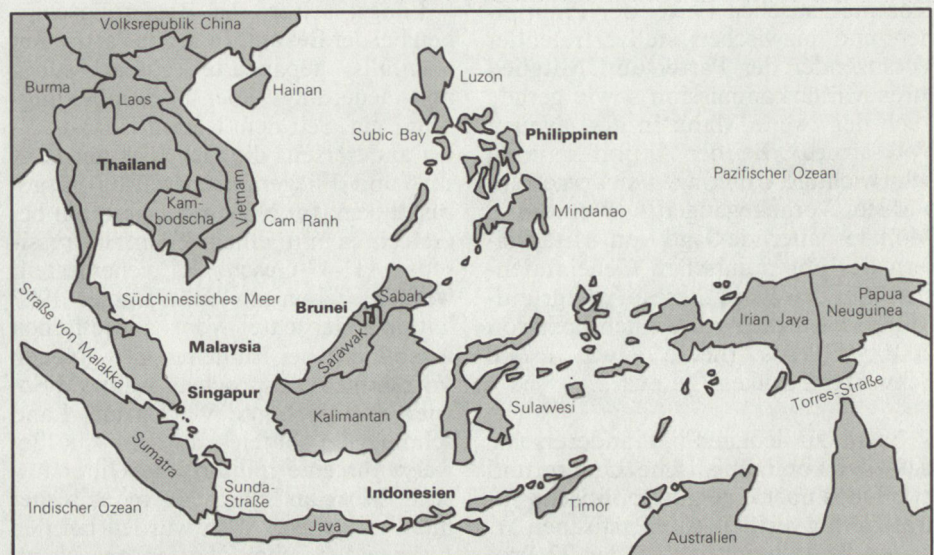 Volksrepublik China
Burma
Laos
Hainan
Luzon
Subic Bay
Philippinen
Pazifischer Ozean
Thailand
Vietnam
Kam-
bodscha
Cam Ranh
Mindanao
Südchinesisches Meer
Brunei
Sabah
Straße von Malakka
Malaysia
Sarawak
Irian Jaya
Papua
Neuguinea
Singapur
Kalimantan
Sulawesi
Torres-Straße
Sumatra
Sunda-
Straße
Indonesien
Timor
Indischer Ozean
Java
Australien